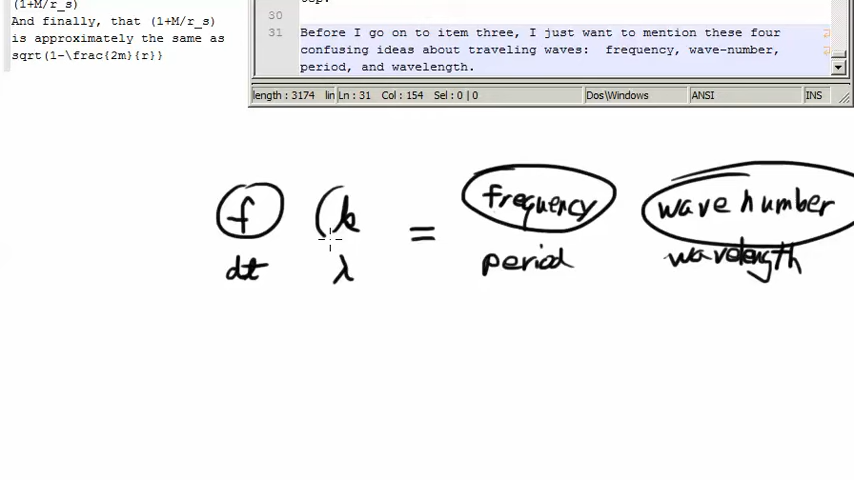 (1+M/r_s)
And finally, that (1+M/r_s)
is approximately the same as
sqrt(1-\frac{2m}{r}}
30
31 Before I go on to item three, I just want to mention these four
confusing ideas about traveling waves: frequency, wave-number,
period, and wavelength.
length : 3174 lin Ln : 31 Col : 154 Sel : 0 | 0 Dos\Windows ANSI INS
f k = frequency wave number
dt λ period wavelength